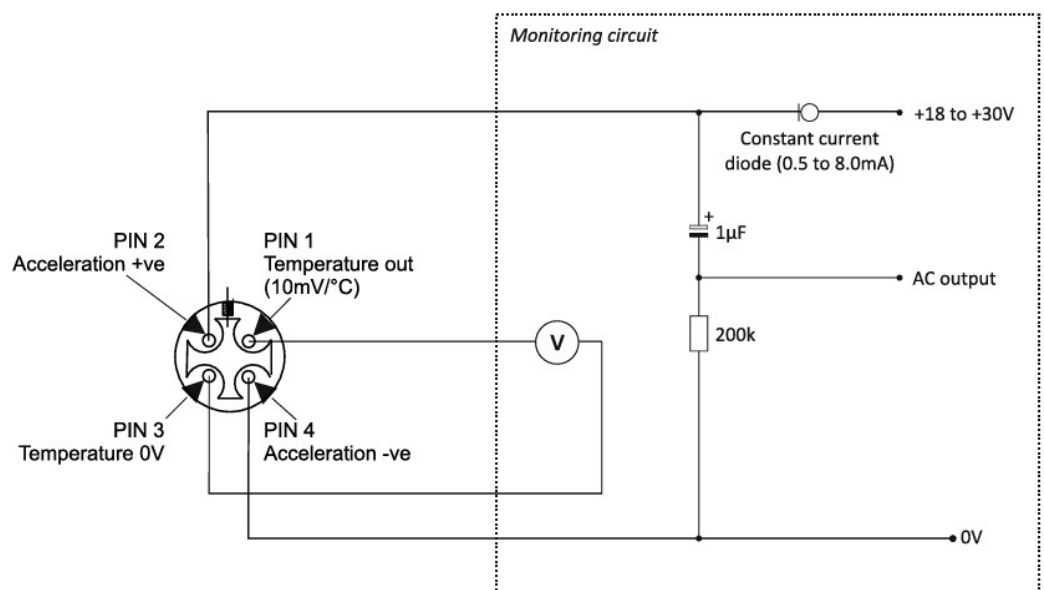 Monitoring circuit
+18 to +30V
Constant current
diode (0.5 to 8.0mA)
+
1µF
AC output
200k
0V
PIN 2
Acceleration +ve
PIN 1
Temperature out
(10mV/°C)
V
PIN 3
Temperature 0V
PIN 4
Acceleration -ve